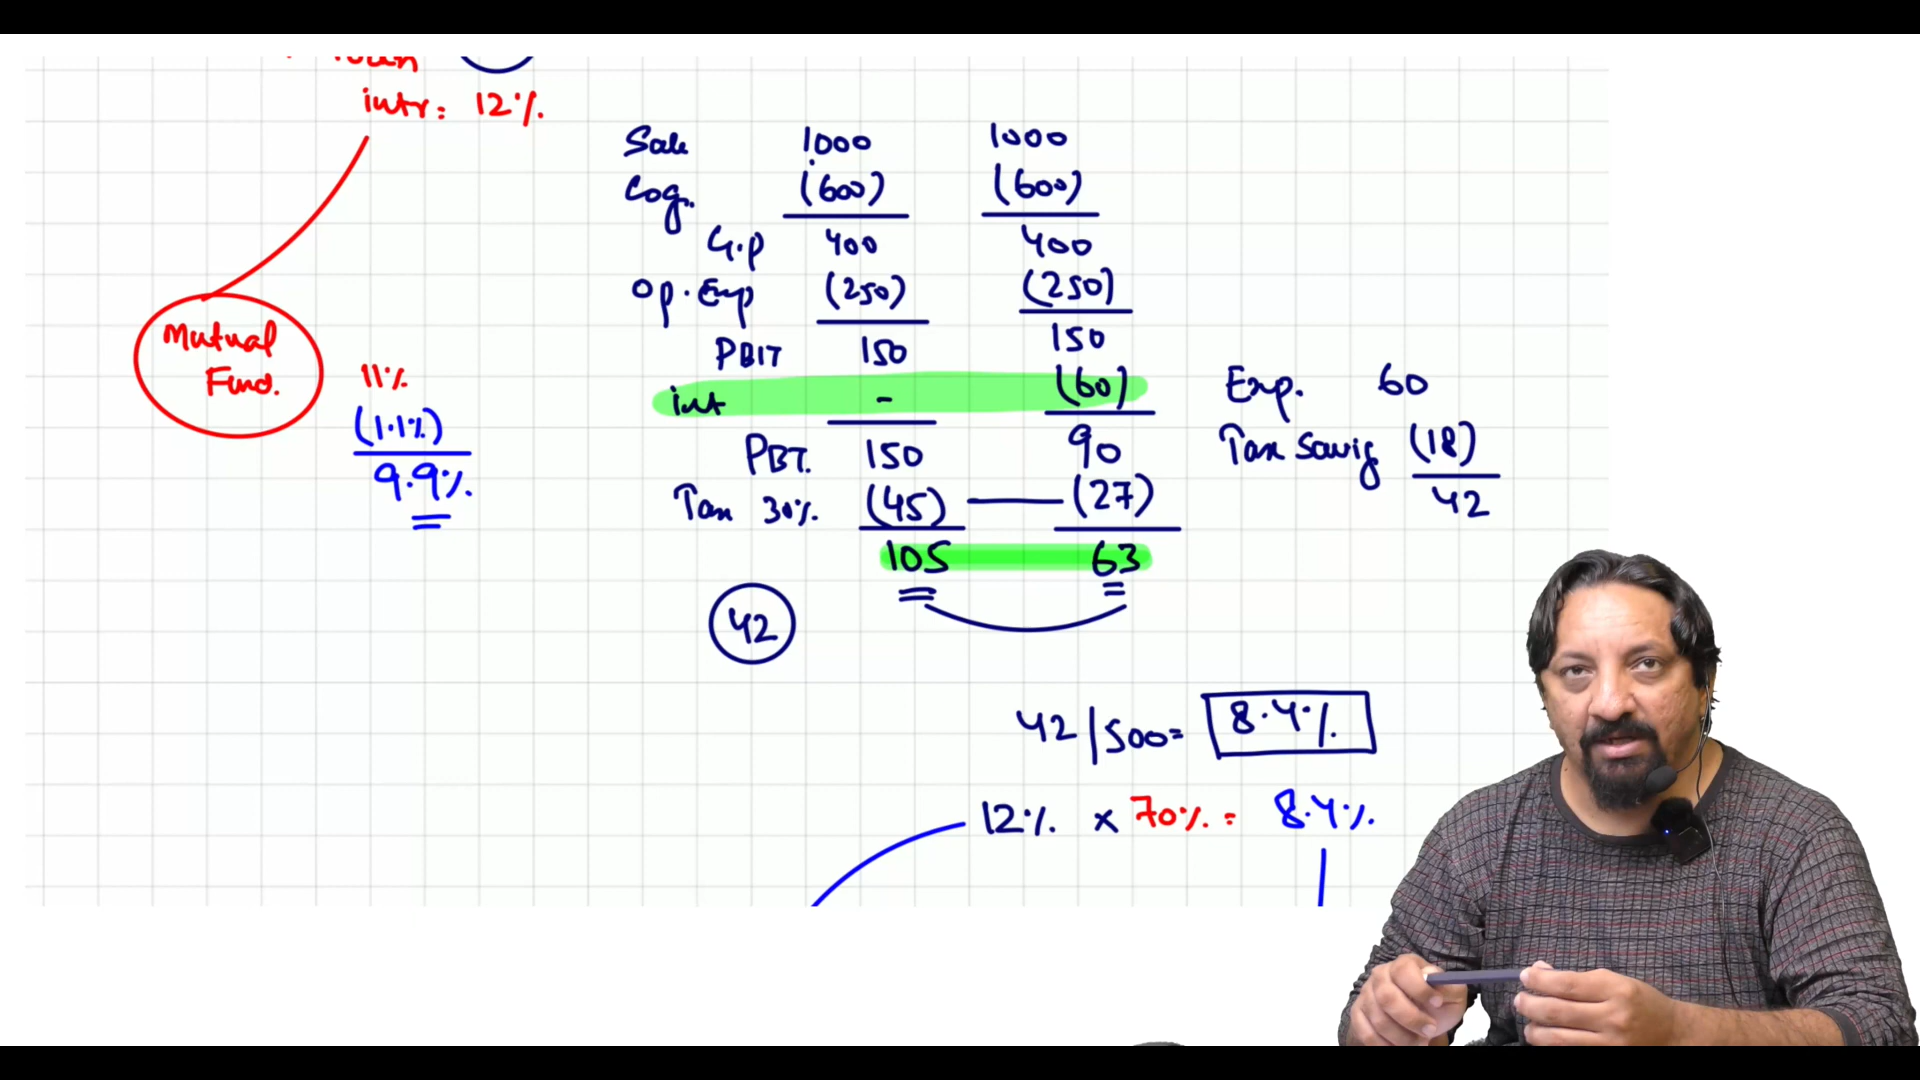 intr: 12%
Sale 1000 1000
Cog. (600) (600)
G.P 400 400
Op. Exp (250) (250)
PBIT 150 150
int - (60)
PBT. 150 90
Tax 30% (45) (27)
105 63
42
Exp. 60
Tax Savig (18)
42
Mutual
Fund.
11%
(1.1%)
9.9%
42/500= 8.4%
12% x 70% = 8.4%